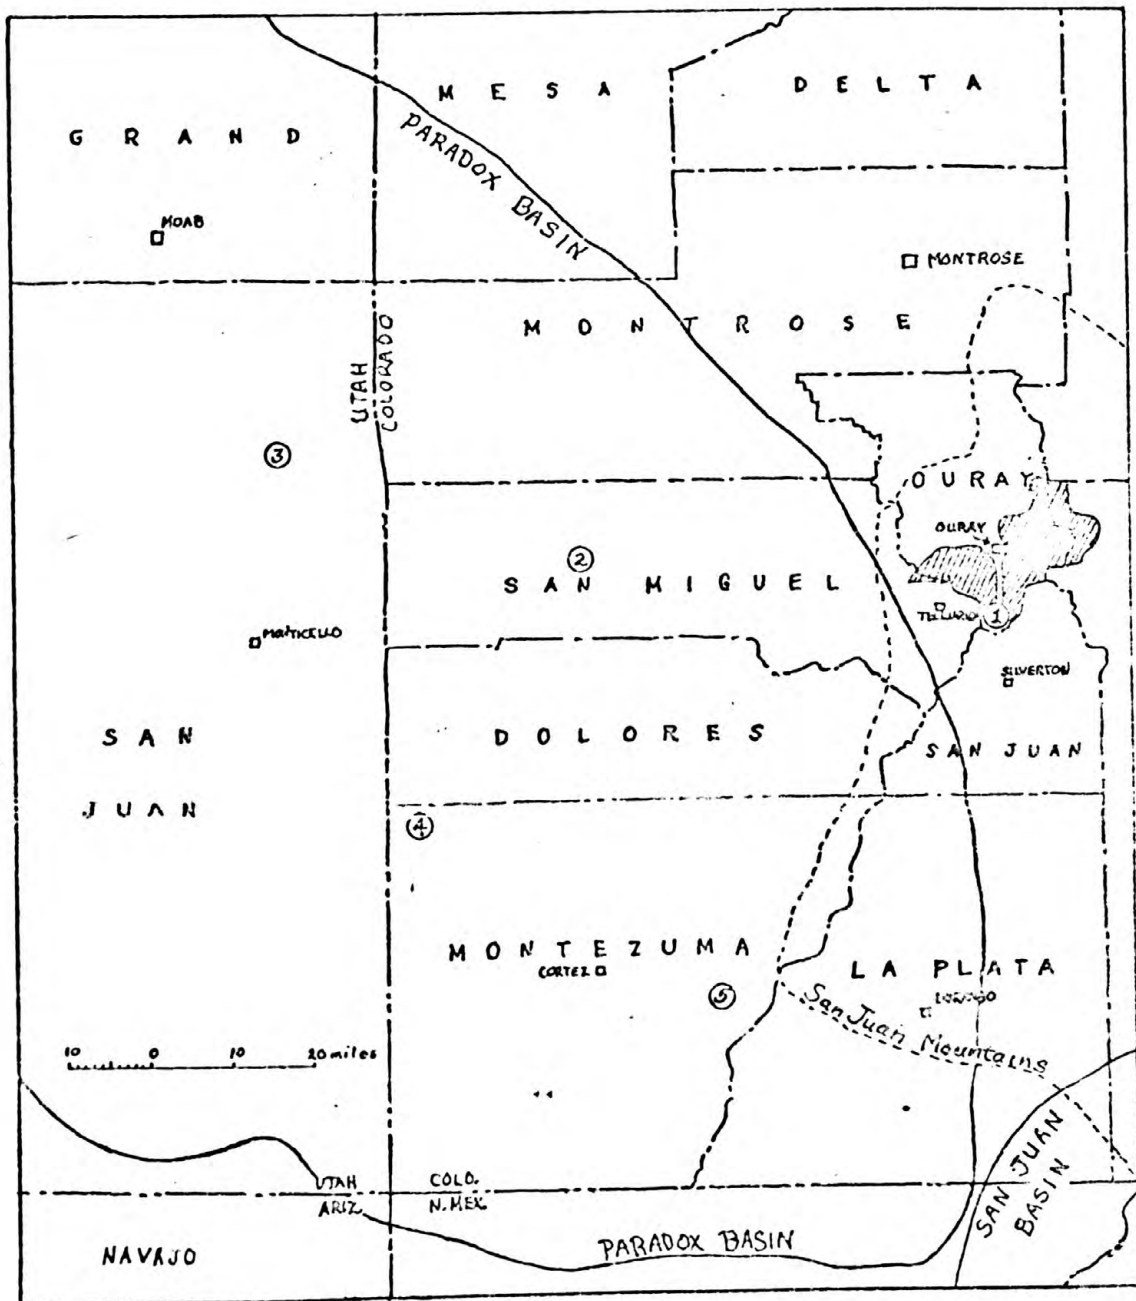 MESA
DELTA
GRAND
PARADOX BASIN
MOAB
MONTROSE
MONTROSE
UTAH
COLORADO
③
OURAY
OURAY
②
SAN MIGUEL
①
MONTICELLO
SILVERTON
SAN
JUAN
DOLORES
SAN JUAN
④
MONTEZUMA
CORTEZ
LA PLATA
⑤
San Juan Mountains
10 0 10 20 miles
SAN JUAN
BASIN
UTAH
ARIZ.
COLO.
N. MEX.
NAVAJO
PARADOX BASIN